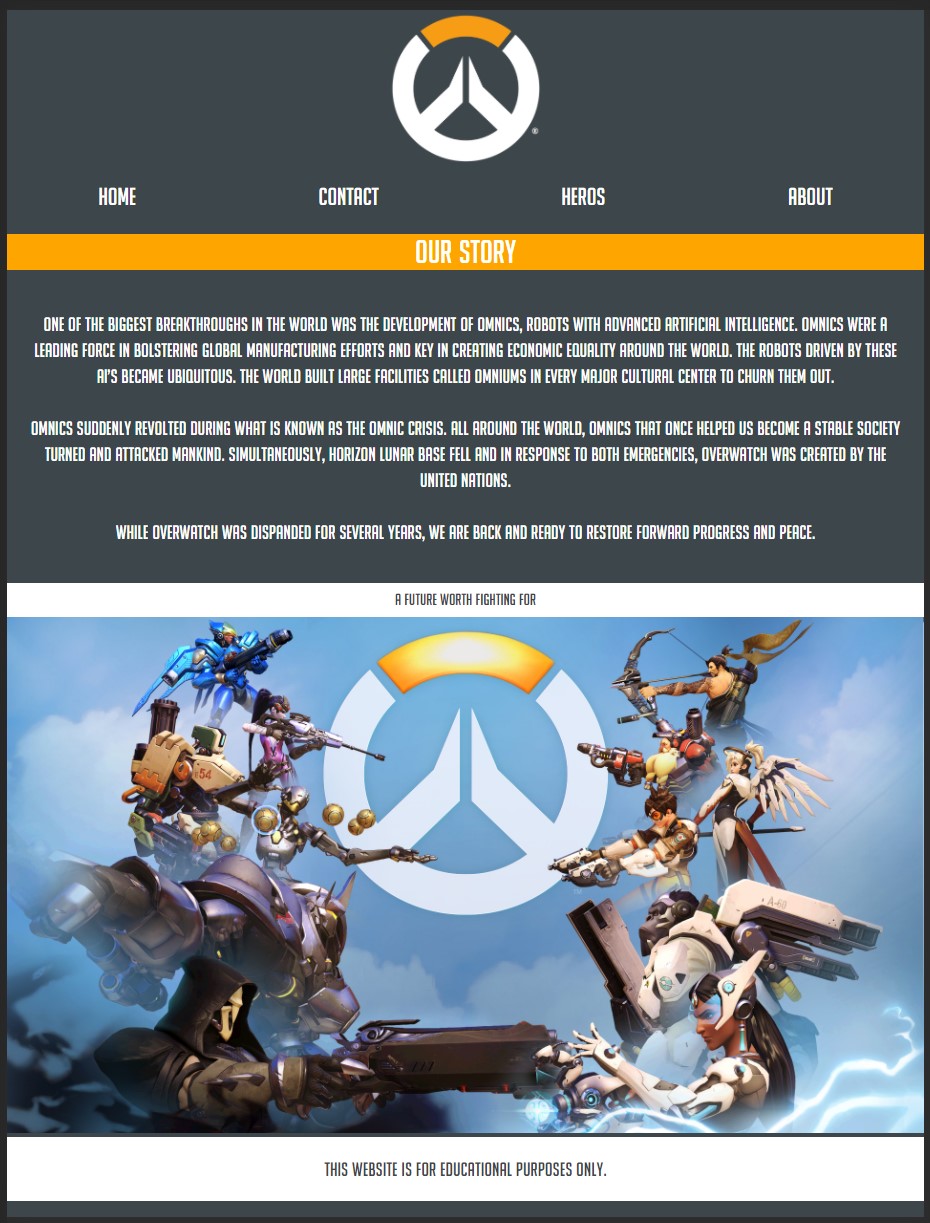 ®
HOME CONTACT HEROS ABOUT
OUR STORY
ONE OF THE BIGGEST BREAKTHROUGHS IN THE WORLD WAS THE DEVELOPMENT OF OMNICS, ROBOTS WITH ADVANCED ARTIFICIAL INTELLIGENCE. OMNICS WERE A
LEADING FORCE IN BOLSTERING GLOBAL MANUFACTURING EFFORTS AND KEY IN CREATING ECONOMIC EQUALITY AROUND THE WORLD. THE ROBOTS DRIVEN BY THESE
AI'S BECAME UBIQUITOUS. THE WORLD BUILT LARGE FACILITIES CALLED OMNIUMS IN EVERY MAJOR CULTURAL CENTER TO CHURN THEM OUT.
OMNICS SUDDENLY REVOLTED DURING WHAT IS KNOWN AS THE OMNIC CRISIS. ALL AROUND THE WORLD, OMNICS THAT ONCE HELPED US BECOME A STABLE SOCIETY
TURNED AND ATTACKED MANKIND. SIMULTANEOUSLY, HORIZON LUNAR BASE FELL AND IN RESPONSE TO BOTH EMERGENCIES, OVERWATCH WAS CREATED BY THE
UNITED NATIONS.
WHILE OVERWATCH WAS DISPANDED FOR SEVERAL YEARS, WE ARE BACK AND READY TO RESTORE FORWARD PROGRESS AND PEACE.
A FUTURE WORTH FIGHTING FOR
54
A-60
THIS WEBSITE IS FOR EDUCATIONAL PURPOSES ONLY.